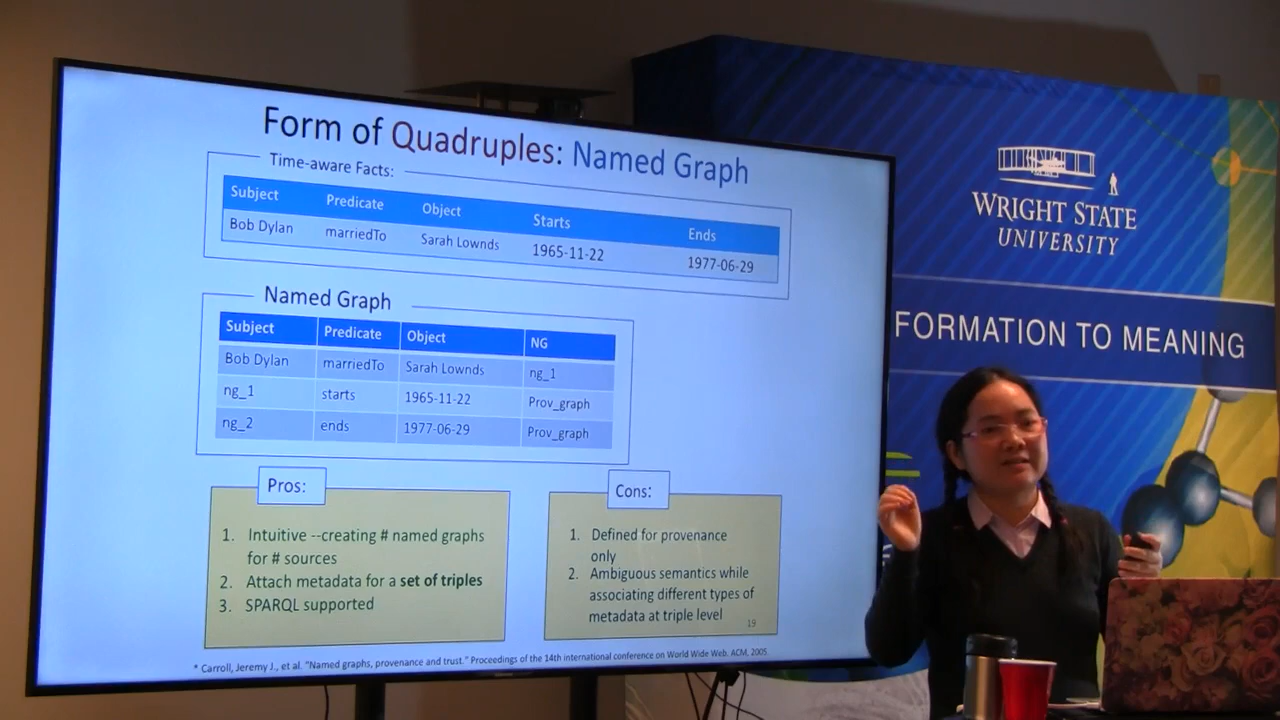 Form of Quadruples: Named Graph
Time-aware Facts:
Subject Predicate Object Starts Ends
Bob Dylan marriedTo Sarah Lownds 1965-11-22 1977-06-29
Named Graph
Subject Predicate Object NG
Bob Dylan marriedTo Sarah Lownds ng_1
ng_1 starts 1965-11-22 Prov_graph
ng_2 ends 1977-06-29 Prov_graph
Pros:
1. Intuitive --creating # named graphs
for # sources
2. Attach metadata for a set of triples
3. SPARQL supported
Cons:
1. Defined for provenance
only
2. Ambiguous semantics while
associating different types of
metadata at triple level
19
* Carroll, Jeremy J., et al. "Named graphs, provenance and trust." Proceedings of the 14th international conference on World Wide Web. ACM, 2005.
WRIGHT STATE
UNIVERSITY
FORMATION TO MEANING